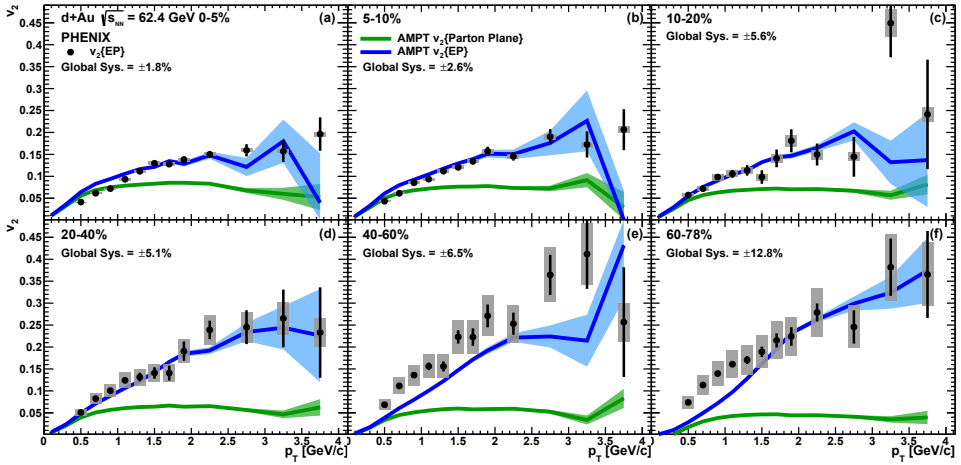 v₂
d+Au √s_NN = 62.4 GeV 0-5%
(a)
PHENIX
v₂{EP}
Global Sys. = ±1.8%
0.45
0.4
0.35
0.3
0.25
0.2
0.15
0.1
0.05
5-10%
(b)
AMPT v₂{Parton Plane}
AMPT v₂{EP}
Global Sys. = ±2.6%
10-20%
(c)
Global Sys. = ±5.6%
v₂
20-40%
(d)
Global Sys. = ±5.1%
0.45
0.4
0.35
0.3
0.25
0.2
0.15
0.1
0.05
0 0.5 1 1.5 2 2.5 3 3.5 4
p_T [GeV/c]
40-60%
(e)
Global Sys. = ±6.5%
0.5 1 1.5 2 2.5 3 3.5 4
p_T [GeV/c]
60-78%
(f)
Global Sys. = ±12.8%
0.5 1 1.5 2 2.5 3 3.5 4
p_T [GeV/c]